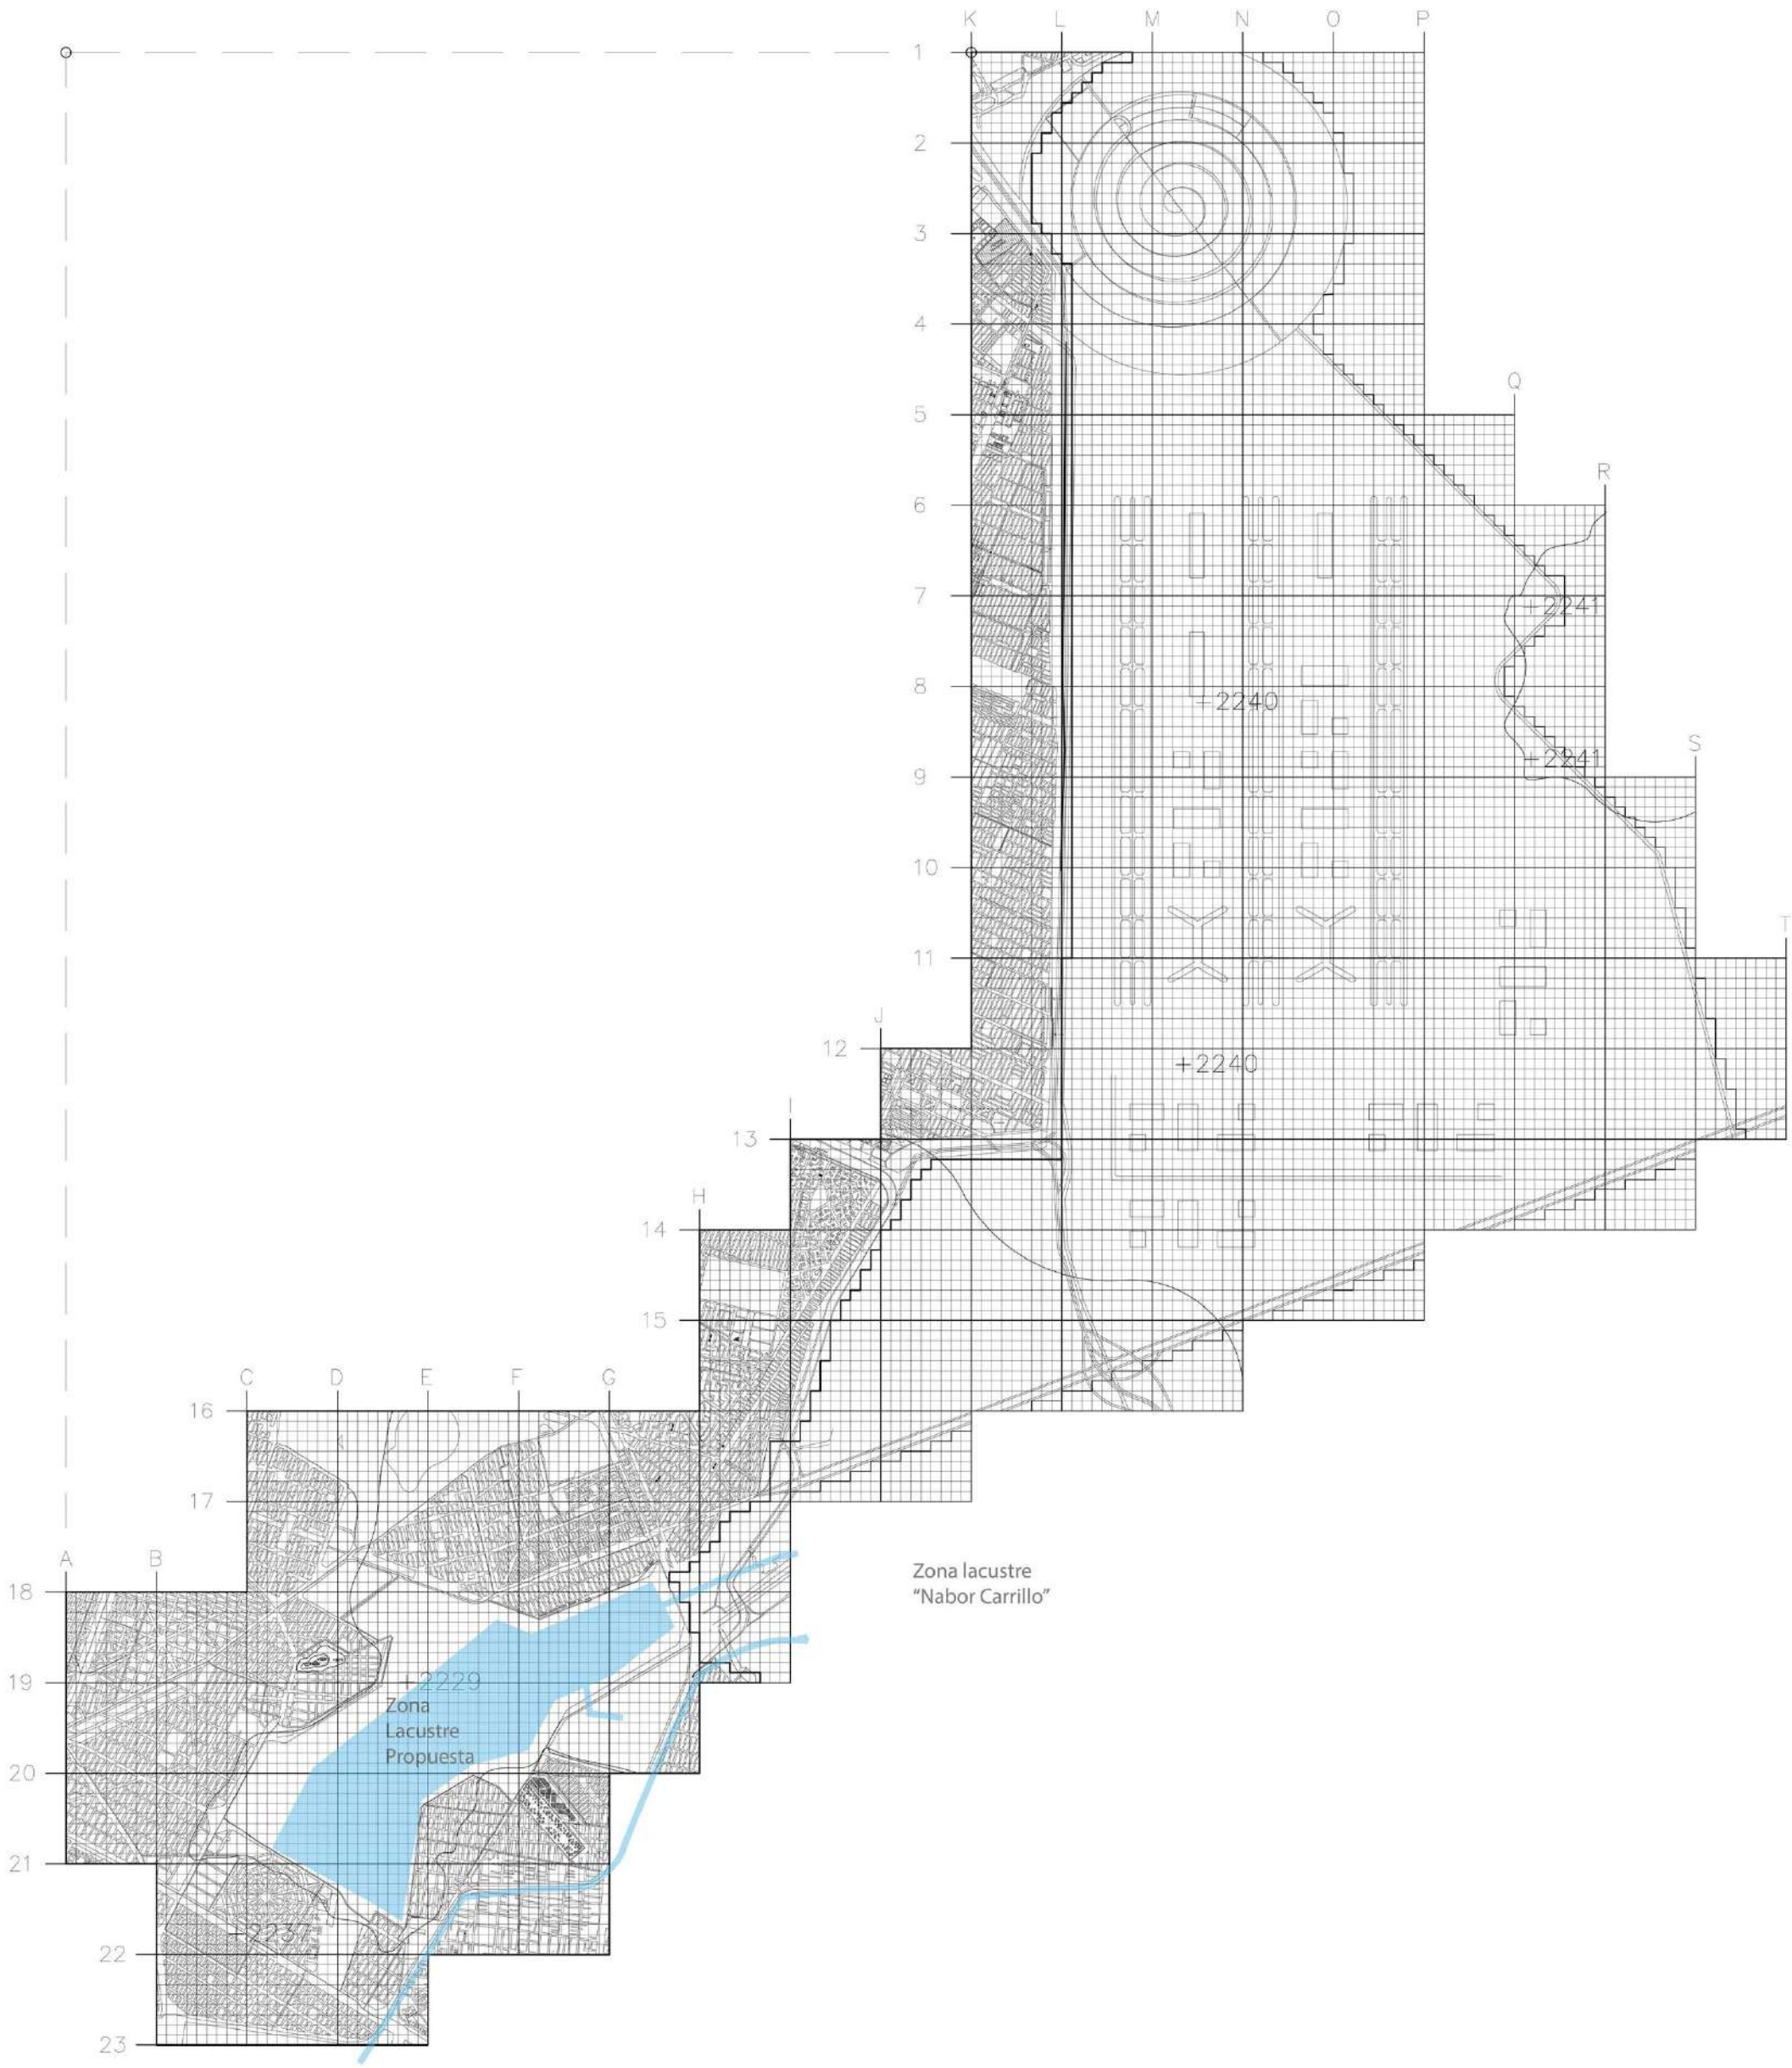 K L M N O P
1
2
3
4
Q
5
R
6
7
+2241
8
+2240
S
+2241
9
10
T
11
J
12
+2240
I
13
H
14
15
C D E F G
16
17
Zona lacustre
“Nabor Carrillo”
A B
18
19
+2229
Zona
Lacustre
Propuesta
20
21
+2237
22
23